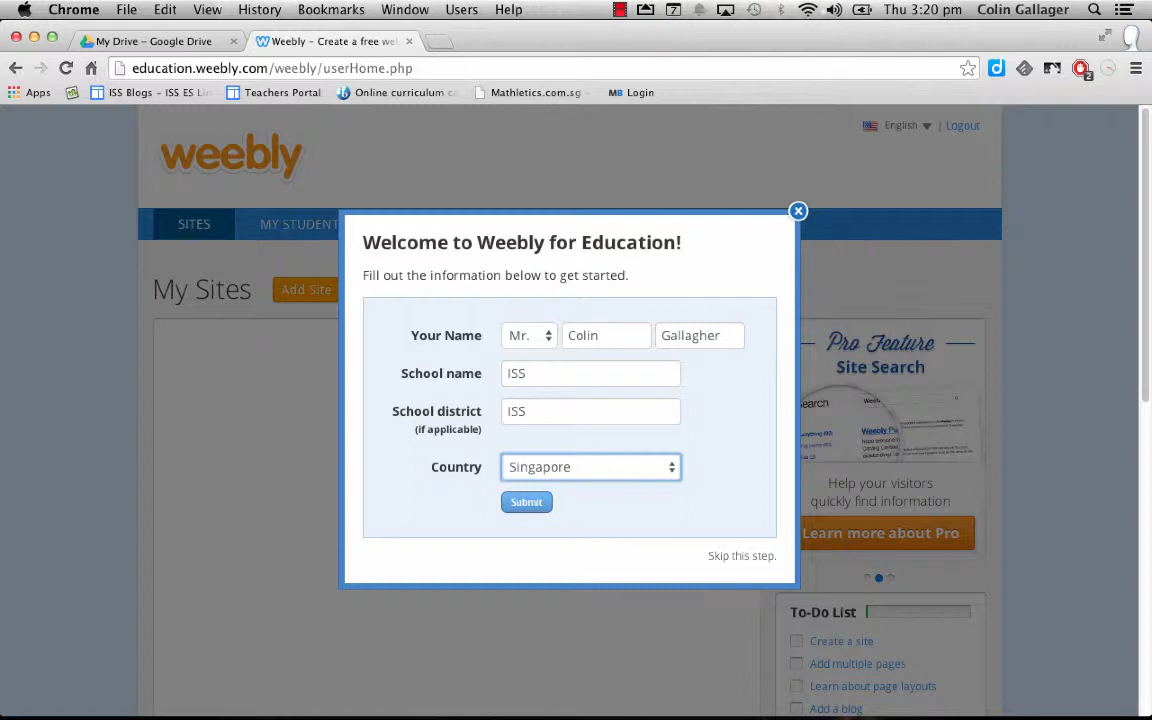 Chrome File Edit View History Bookmarks Window Users Help 7 Thu 3:20 pm Colin Gallager
My Drive – Google Drive × Weebly – Create a free wel ×
education.weebly.com/weebly/userHome.php
Apps ISS Blogs - ISS ES Lin Teachers Portal Online curriculum Mathletics.com.sg MB Login
English | Logout
weebly
SITES MY STUDENT
Welcome to Weebly for Education!
Fill out the information below to get started.
My Sites Add Site
Your Name Mr. Colin Gallagher
School name ISS
School district ISS
(if applicable)
Country Singapore
Submit
Skip this step.
Pro Feature
Site Search
Help your visitors
quickly find information
Learn more about Pro
To-Do List
Create a site
Add multiple pages
Learn about page layouts
Add a blog